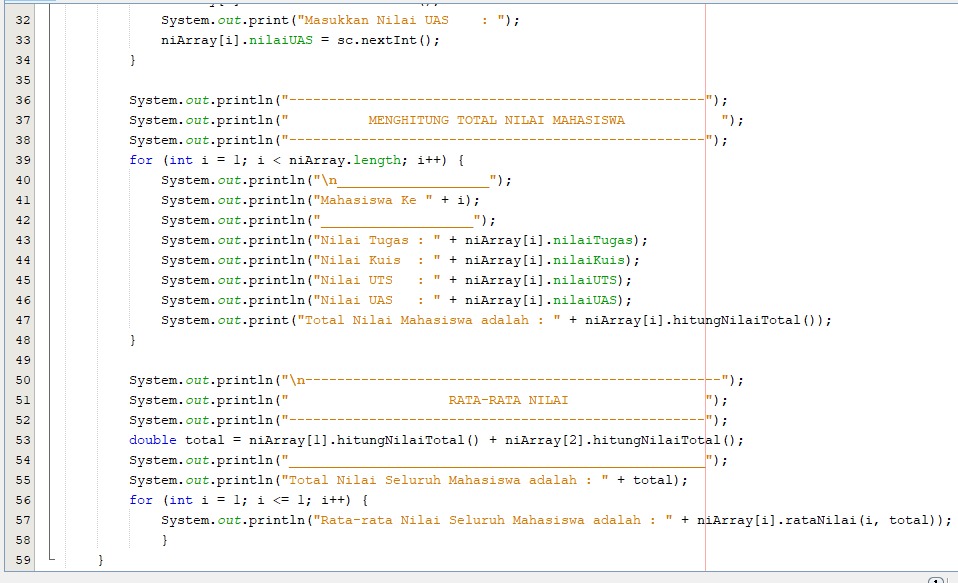 32 System.out.print("Masukkan Nilai UAS    : ");
33 niArray[i].nilaiUAS = sc.nextInt();
34 }
35
36 System.out.println("----------------------------------------------------");
37 System.out.println("          MENGHITUNG TOTAL NILAI MAHASISWA            ");
38 System.out.println("----------------------------------------------------");
39 for (int i = 1; i < niArray.length; i++) {
40 System.out.println("\n___________________");
41 System.out.println("Mahasiswa Ke " + i);
42 System.out.println("___________________");
43 System.out.println("Nilai Tugas : " + niArray[i].nilaiTugas);
44 System.out.println("Nilai Kuis  : " + niArray[i].nilaiKuis);
45 System.out.println("Nilai UTS   : " + niArray[i].nilaiUTS);
46 System.out.println("Nilai UAS   : " + niArray[i].nilaiUAS);
47 System.out.print("Total Nilai Mahasiswa adalah : " + niArray[i].hitungNilaiTotal());
48 }
49
50 System.out.println("\n----------------------------------------------------");
51 System.out.println("                    RATA-RATA NILAI                 ");
52 System.out.println("----------------------------------------------------");
53 double total = niArray[1].hitungNilaiTotal() + niArray[2].hitungNilaiTotal();
54 System.out.println("____________________________________________________");
55 System.out.println("Total Nilai Seluruh Mahasiswa adalah : " + total);
56 for (int i = 1; i <= 1; i++) {
57 System.out.println("Rata-rata Nilai Seluruh Mahasiswa adalah : " + niArray[i].rataNilai(i, total));
58 }
59 }